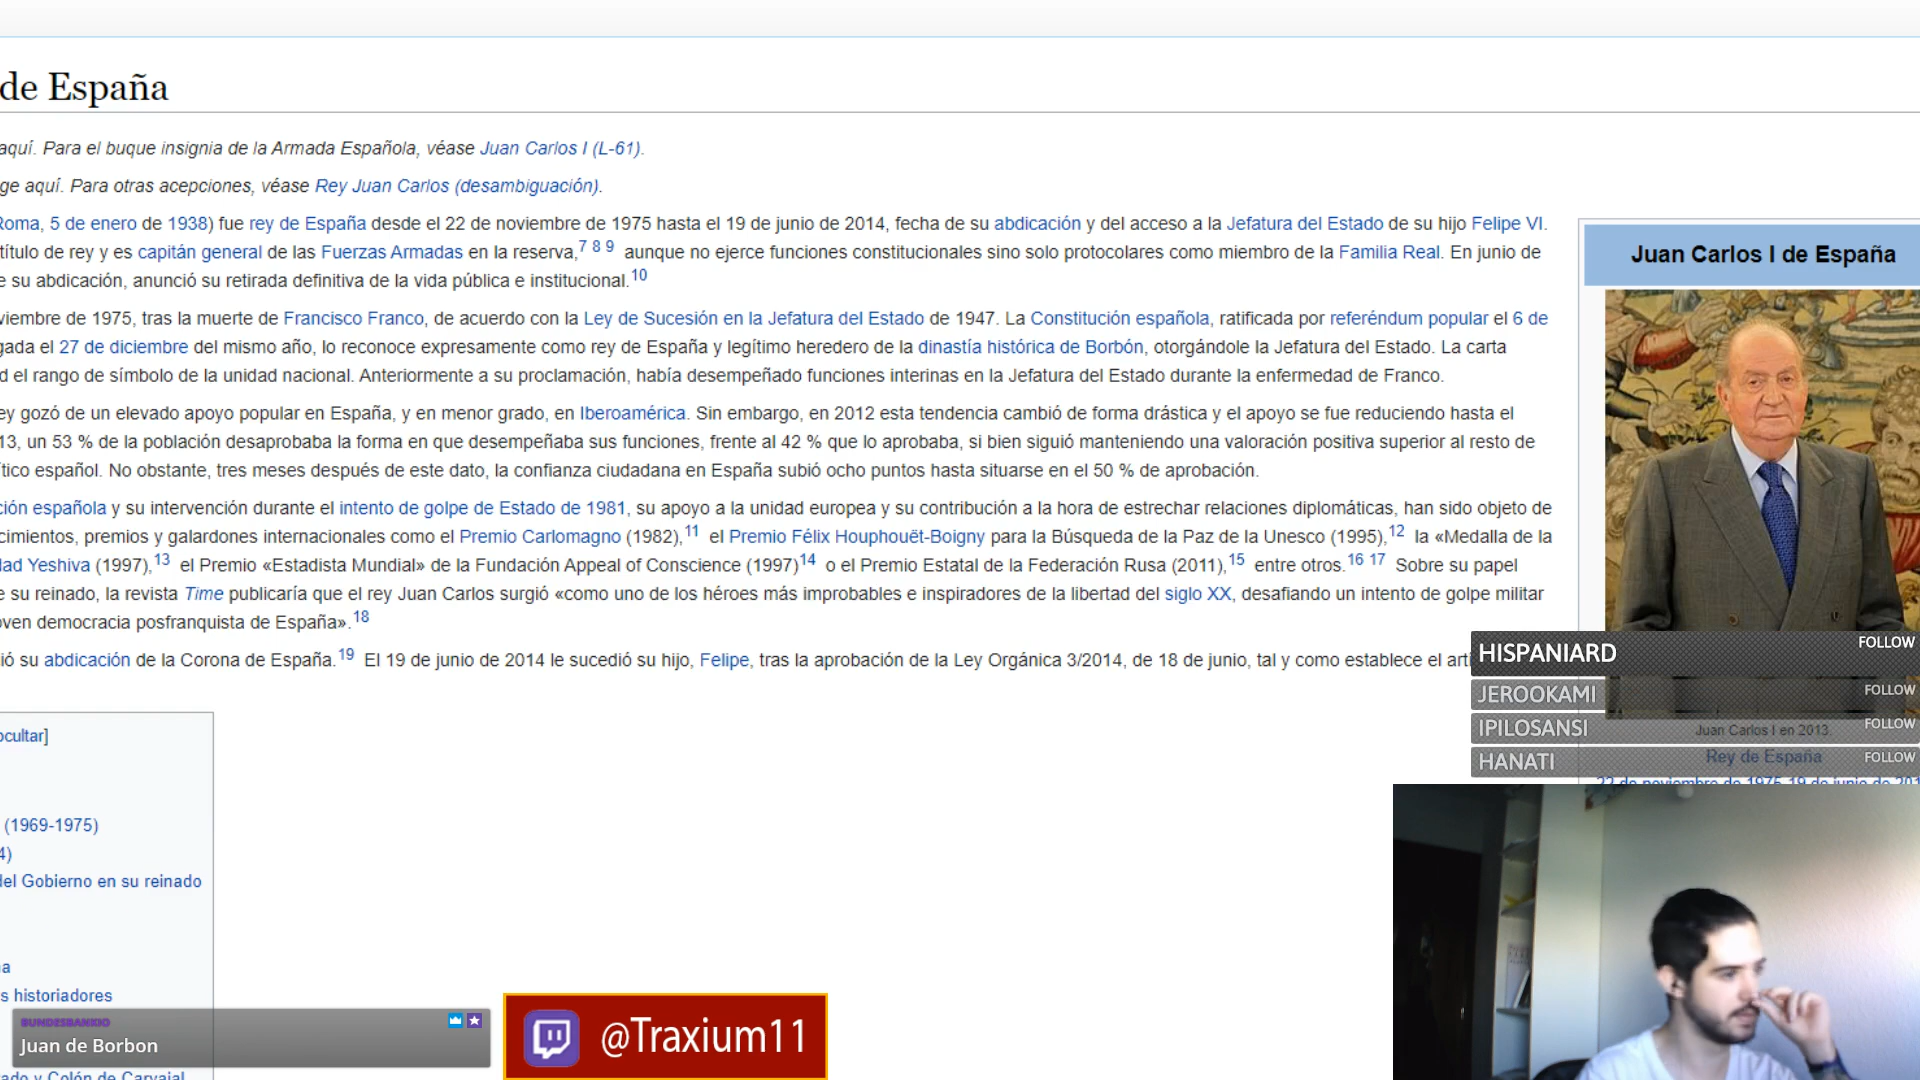 de España
aquí. Para el buque insignia de la Armada Española, véase Juan Carlos I (L-61).
ge aquí. Para otras acepciones, véase Rey Juan Carlos (desambiguación).
Roma, 5 de enero de 1938) fue rey de España desde el 22 de noviembre de 1975 hasta el 19 de junio de 2014, fecha de su abdicación y del acceso a la Jefatura del Estado de su hijo Felipe VI.
título de rey y es capitán general de las Fuerzas Armadas en la reserva,7 8 9 aunque no ejerce funciones constitucionales sino solo protocolares como miembro de la Familia Real. En junio de
e su abdicación, anunció su retirada definitiva de la vida pública e institucional.10
viembre de 1975, tras la muerte de Francisco Franco, de acuerdo con la Ley de Sucesión en la Jefatura del Estado de 1947. La Constitución española, ratificada por referéndum popular el 6 de
gada el 27 de diciembre del mismo año, lo reconoce expresamente como rey de España y legítimo heredero de la dinastía histórica de Borbón, otorgándole la Jefatura del Estado. La carta
d el rango de símbolo de la unidad nacional. Anteriormente a su proclamación, había desempeñado funciones interinas en la Jefatura del Estado durante la enfermedad de Franco.
ey gozó de un elevado apoyo popular en España, y en menor grado, en Iberoamérica. Sin embargo, en 2012 esta tendencia cambió de forma drástica y el apoyo se fue reduciendo hasta el
13, un 53 % de la población desaprobaba la forma en que desempeñaba sus funciones, frente al 42 % que lo aprobaba, si bien siguió manteniendo una valoración positiva superior al resto de
ítico español. No obstante, tres meses después de este dato, la confianza ciudadana en España subió ocho puntos hasta situarse en el 50 % de aprobación.
ción española y su intervención durante el intento de golpe de Estado de 1981, su apoyo a la unidad europea y su contribución a la hora de estrechar relaciones diplomáticas, han sido objeto de
cimientos, premios y galardones internacionales como el Premio Carlomagno (1982),11 el Premio Félix Houphouët-Boigny para la Búsqueda de la Paz de la Unesco (1995),12 la «Medalla de la
dad Yeshiva (1997),13 el Premio «Estadista Mundial» de la Fundación Appeal of Conscience (1997)14 o el Premio Estatal de la Federación Rusa (2011),15 entre otros.16 17 Sobre su papel
e su reinado, la revista Time publicaría que el rey Juan Carlos surgió «como uno de los héroes más improbables e inspiradores de la libertad del siglo XX, desafiando un intento de golpe militar
oven democracia posfranquista de España».18
ió su abdicación de la Corona de España.19 El 19 de junio de 2014 le sucedió su hijo, Felipe, tras la aprobación de la Ley Orgánica 3/2014, de 18 de junio, tal y como establece el artí
Juan Carlos I de España
HISPANIARD FOLLOW
JEROOKAMI FOLLOW
IPILOSANSI FOLLOW
HANATI FOLLOW
Juan Carlos I en 2013.
Rey de España
22 de noviembre de 1975-19 de junio de 201
ocultar]
(1969-1975)
4)
del Gobierno en su reinado
a
s historiadores
ado y Colón de Carvajal
BUNDESBANKIO
Juan de Borbon
@Traxium11